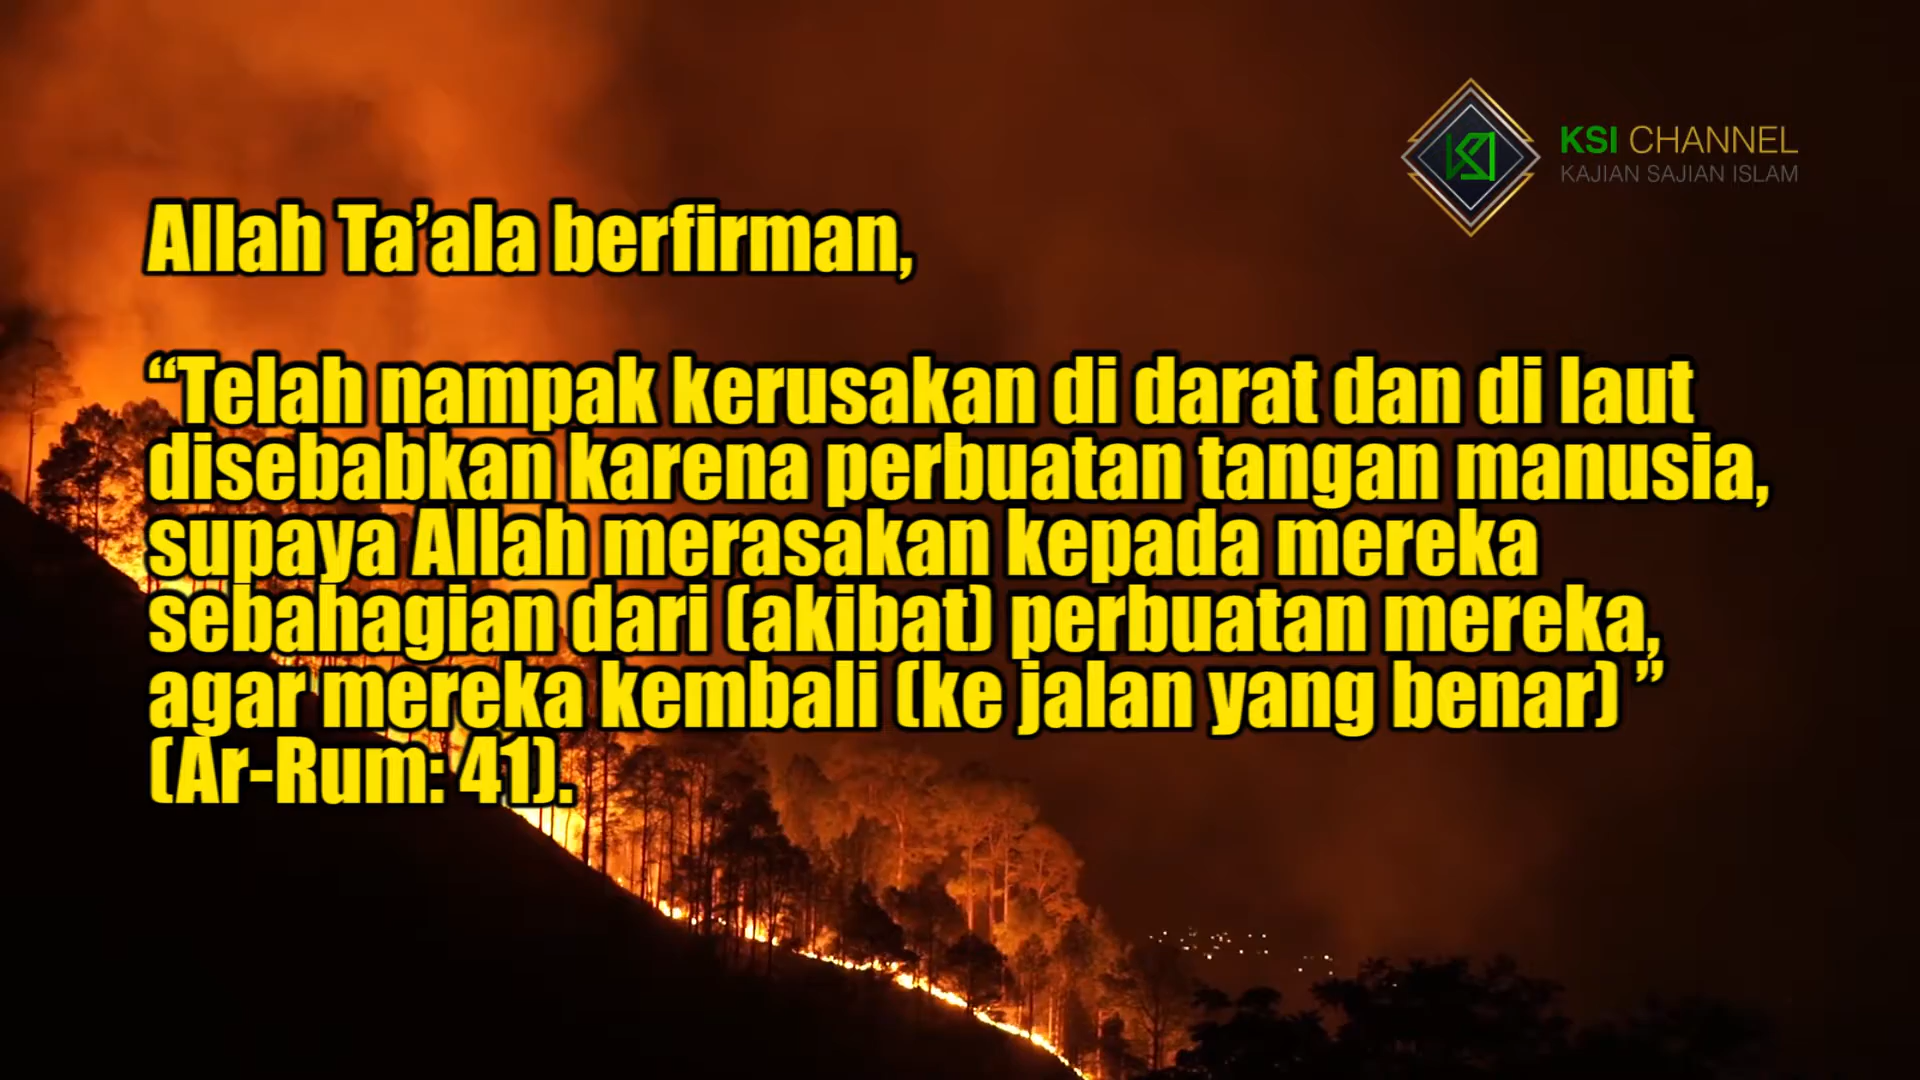 KSI CHANNEL
KAJIAN SAJIAN ISLAM
Allah Ta’ala berfirman,
“Telah nampak kerusakan di darat dan di laut
disebabkan karena perbuatan tangan manusia,
supaya Allah merasakan kepada mereka
sebahagian dari (akibat) perbuatan mereka,
agar mereka kembali (ke jalan yang benar) ”
(Ar-Rum: 41).